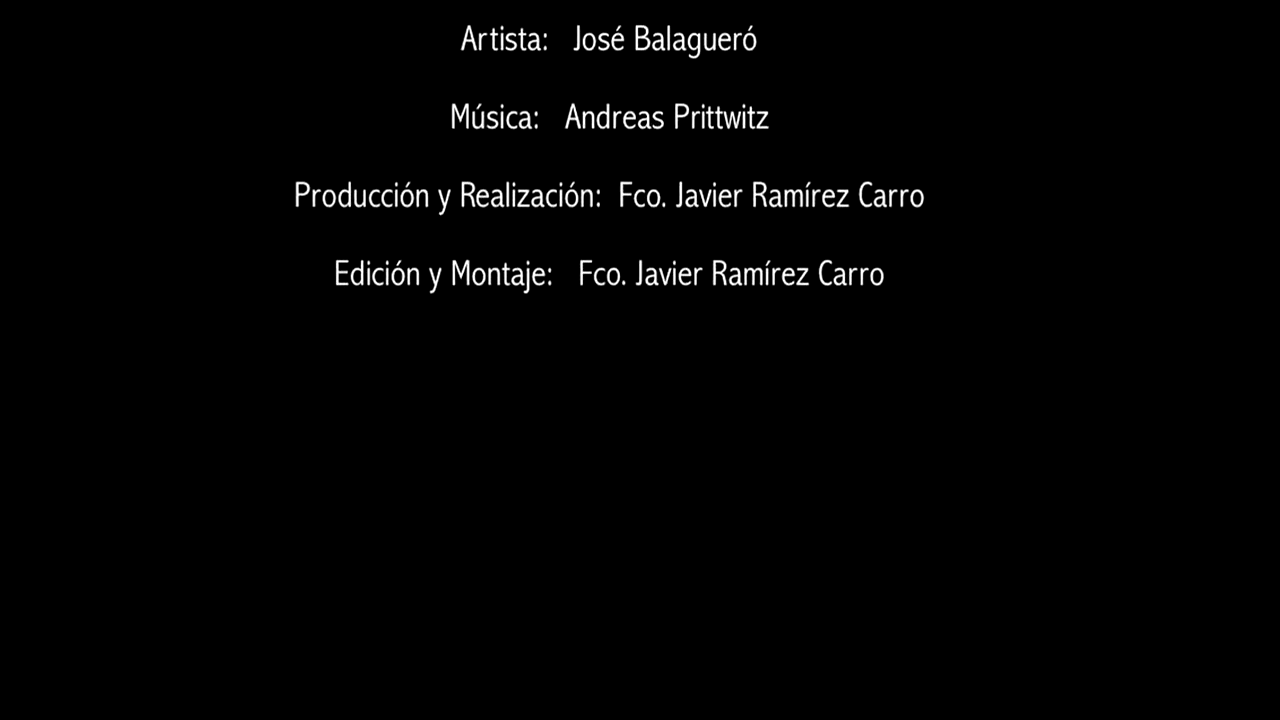 Artista: José Balagueró
Música: Andreas Prittwitz
Producción y Realización: Fco. Javier Ramírez Carro
Edición y Montaje: Fco. Javier Ramírez Carro